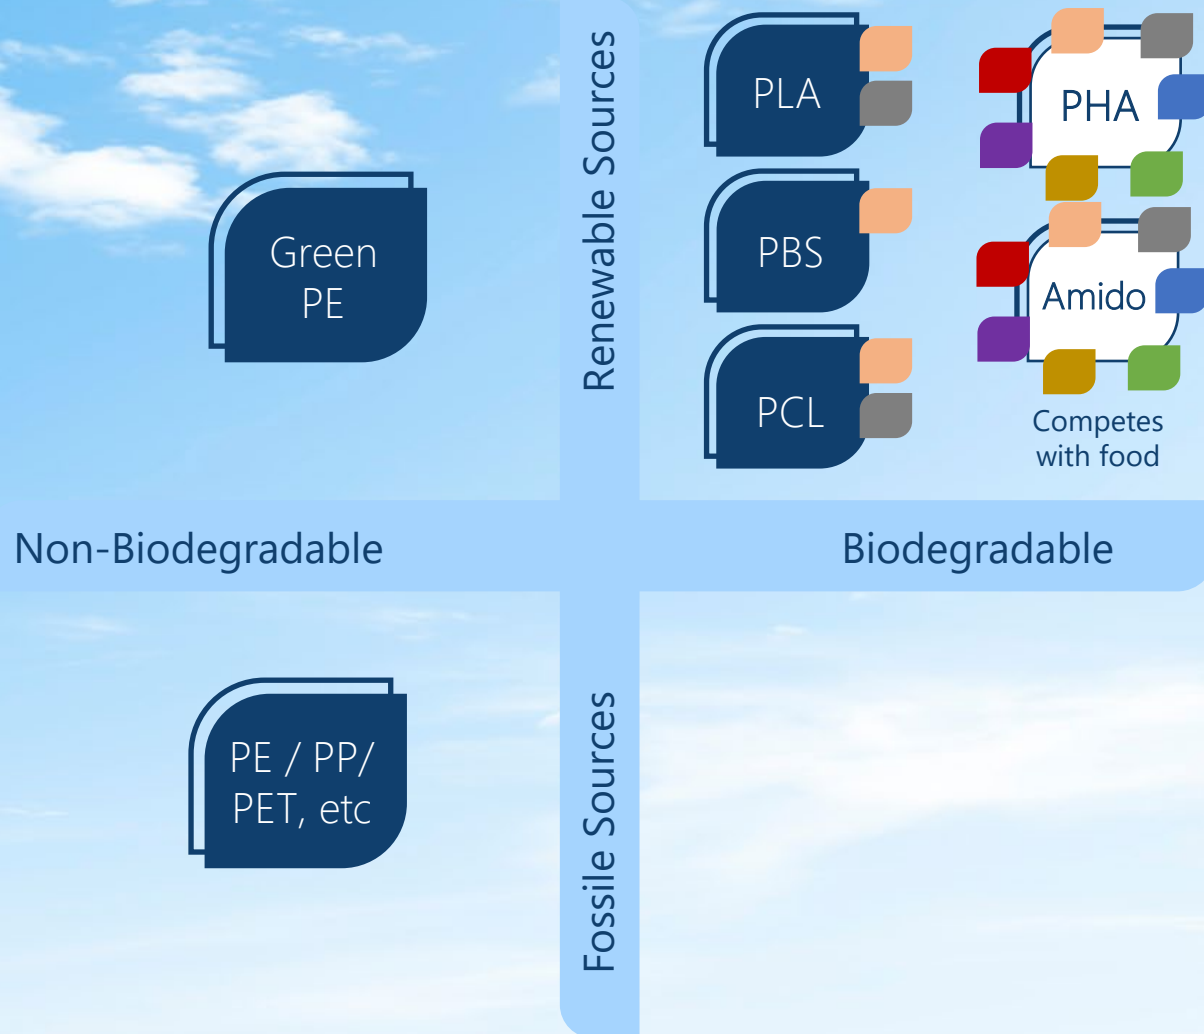 Renewable Sources
PLA
PHA
Green
PE
PBS
Amido
PCL
Competes
with food
Non-Biodegradable
Biodegradable
PE / PP/
PET, etc
Fossile Sources